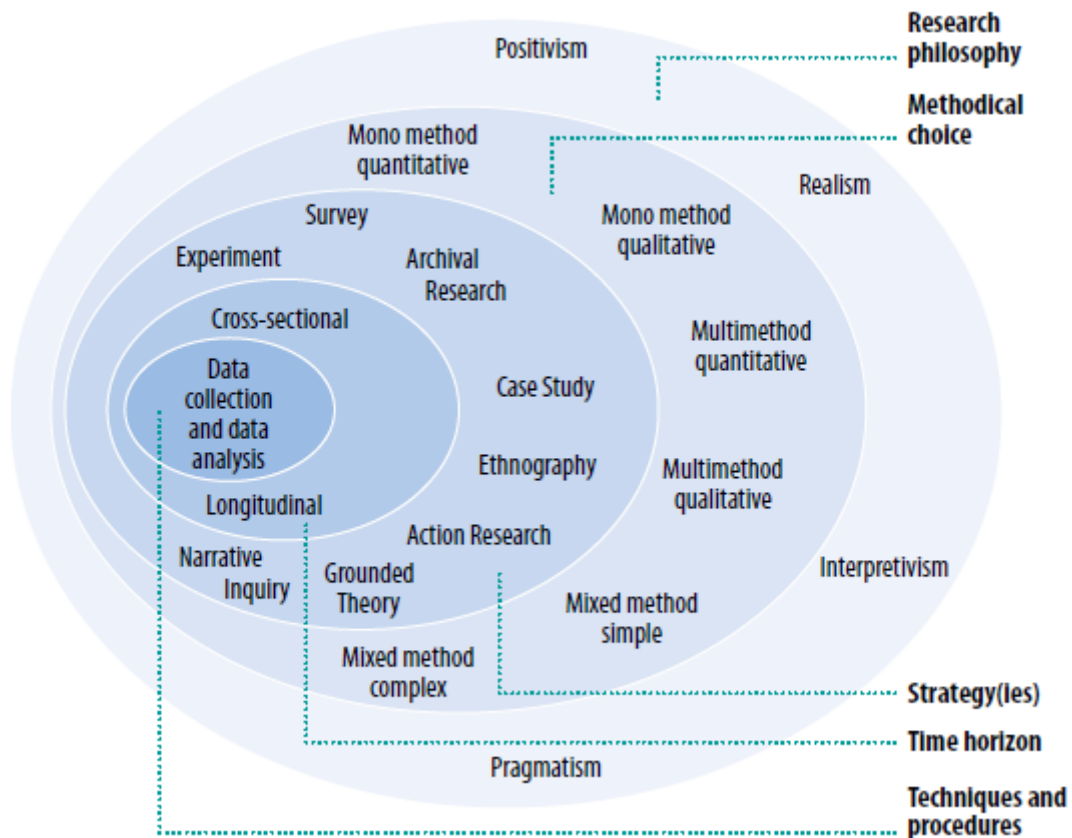 Positivism
Research
philosophy
Methodical
choice
Mono method
quantitative
Realism
Survey
Mono method
qualitative
Experiment
Archival
Research
Cross-sectional
Multimethod
quantitative
Data
collection
and data
analysis
Case Study
Ethnography
Multimethod
qualitative
Longitudinal
Action Research
Narrative
Inquiry
Grounded
Theory
Interpretivism
Mixed method
simple
Mixed method
complex
Strategy(ies)
Time horizon
Pragmatism
Techniques and
procedures